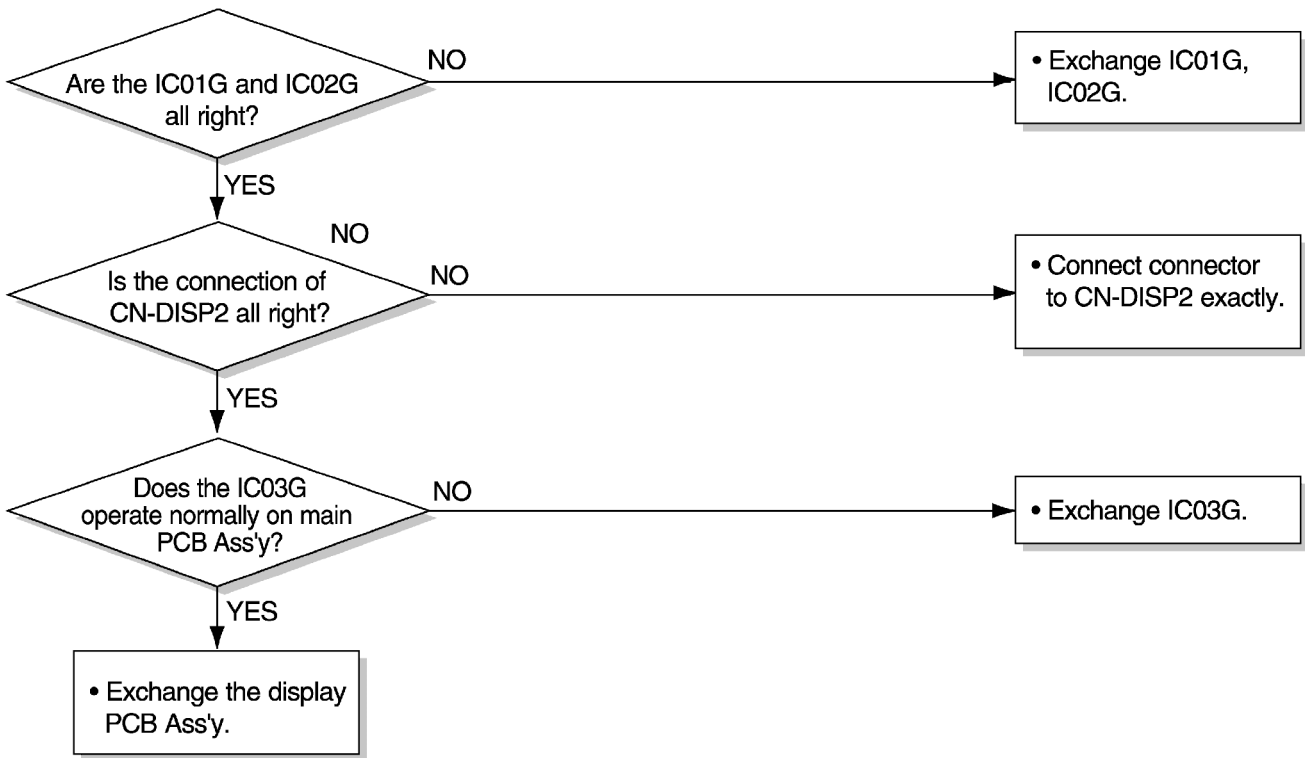 Are the IC01G and IC02G
all right?
NO
• Exchange IC01G,
IC02G.
YES
NO
Is the connection of
CN-DISP2 all right?
NO
• Connect connector
to CN-DISP2 exactly.
YES
Does the IC03G
operate normally on main
PCB Ass'y?
NO
• Exchange IC03G.
YES
• Exchange the display
PCB Ass'y.